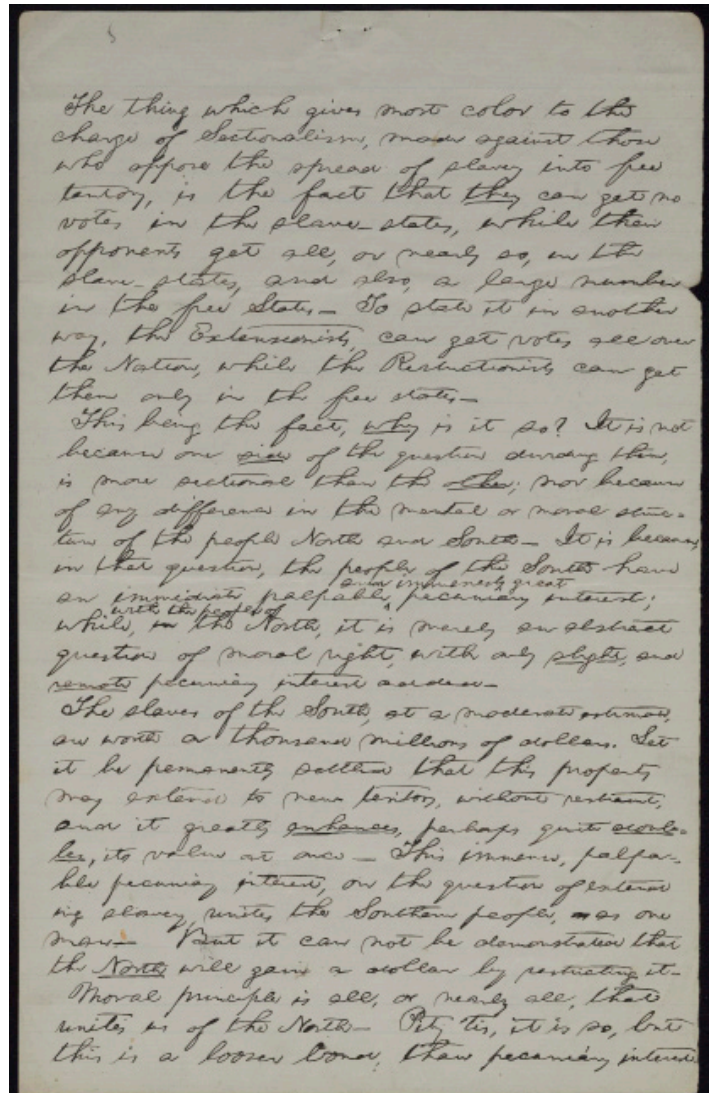 The thing which gives most color to the
charge of Sectionalism, made against those
who oppose the spread of slavery into free
teritory, is the fact that they can get no
votes in the slave-states, while their
opponents get all, or nearly so, in the
slave-states, and also, a large number
in the free States— To state it in another
way, the Extensionists, can get votes all over
the Nation, while the Restrictionists can get
them only in the free states—
This being the fact, why is it so? It is not
because one side of the question dividing them,
is more sectional than the other; nor because
of any difference in the mental or moral struc-
ture of the people North and South— It is because,
in that question, the people of the South have
and immensely great
an immediate palpable, pecuniary interest;
with the people of
while, in the North, it is merely an abstract
question of moral right, with only slight, and
remote pecuniary interest added—
The slaves of the South, at a moderate estimate,
are worth a thousand millions of dollars. Let
it be permanently settled that this property
may extend to new teritory, without restraint,
and it greatly enhances, perhaps quite doub-
les, its value at once— This immense, palpa-
ble pecuniary interest, on the question of extend
ing slavery, unites the Southern people, as one
man— But it can not be demonstrated that
the North will gain a dollar by restricting it—
Moral principle is all, or nearly all, that
unites us of the North— Pity 'tis, it is so, but
this is a looser bond, than pecuniary interest